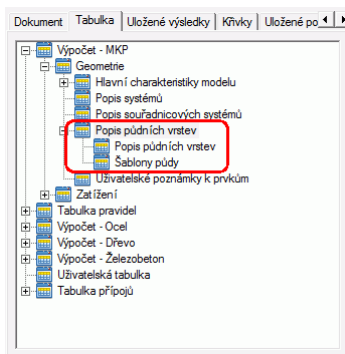 Dokument Tabulka Uložené výsledky Křivky Uložené po
Výpočet - MKP
Geometrie
Hlavní charakteristiky modelu
Popis systémů
Popis souřadnicových systémů
Popis půdních vrstev
Popis půdních vrstev
Šablony půdy
Uživatelské poznámky k prvkům
Zatížení
Tabulka pravidel
Výpočet - Ocel
Výpočet - Dřevo
Výpočet - Železobeton
Uživatelská tabulka
Tabulka přípojů